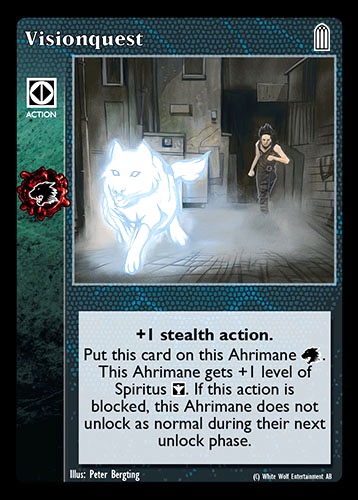 Visionquest
ACTION
+1 stealth action.
Put this card on this Ahrimane .
This Ahrimane gets +1 level of
Spiritus . If this action is
blocked, this Ahrimane does not
unlock as normal during their next
unlock phase.
Illus: Peter Bergting
(C) White Wolf Entertainment AB